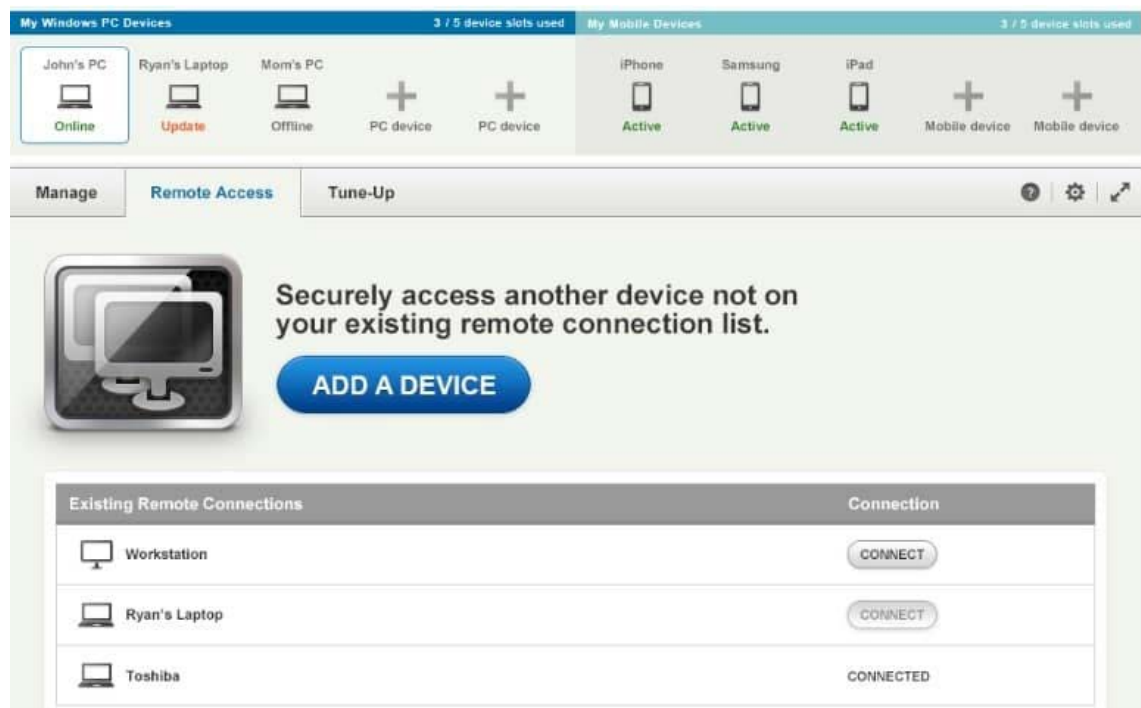 My Windows PC Devices 3 / 5 device slots used My Mobile Devices 3 / 5 device slots used
John's PC Ryan's Laptop Mom's PC iPhone Samsung iPad
Online Update Offline PC device PC device Active Active Active Mobile device Mobile device
Manage Remote Access Tune-Up
Securely access another device not on
your existing remote connection list.
ADD A DEVICE
Existing Remote Connections Connection
Workstation CONNECT
Ryan's Laptop CONNECT
Toshiba CONNECTED